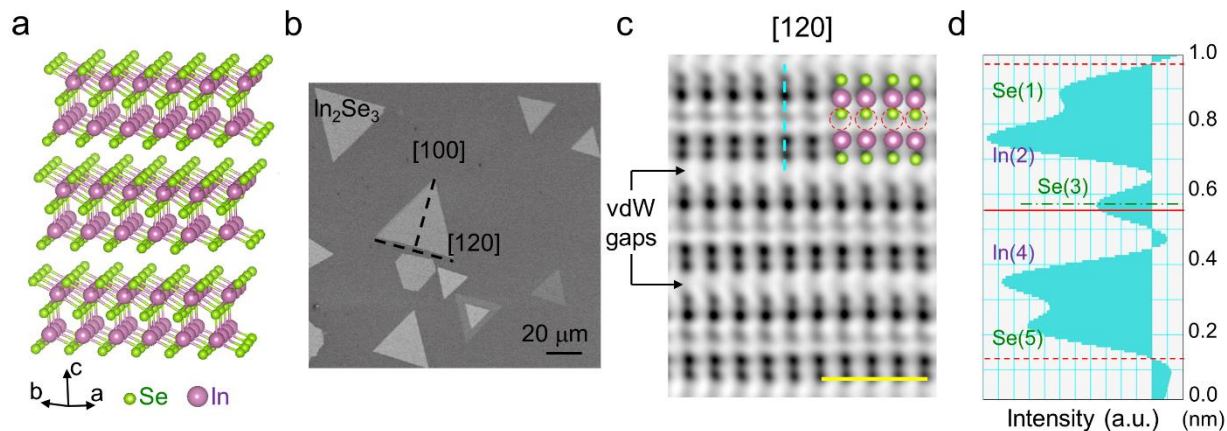 a
b
c
Se
In
b
In₂Se₃
[100]
[120]
20 μm
c
[120]
vdW
gaps
d
Se(1)
In(2)
Se(3)
In(4)
Se(5)
1.0
0.8
0.6
0.4
0.2
0.0
Intensity (a.u.)
(nm)
a